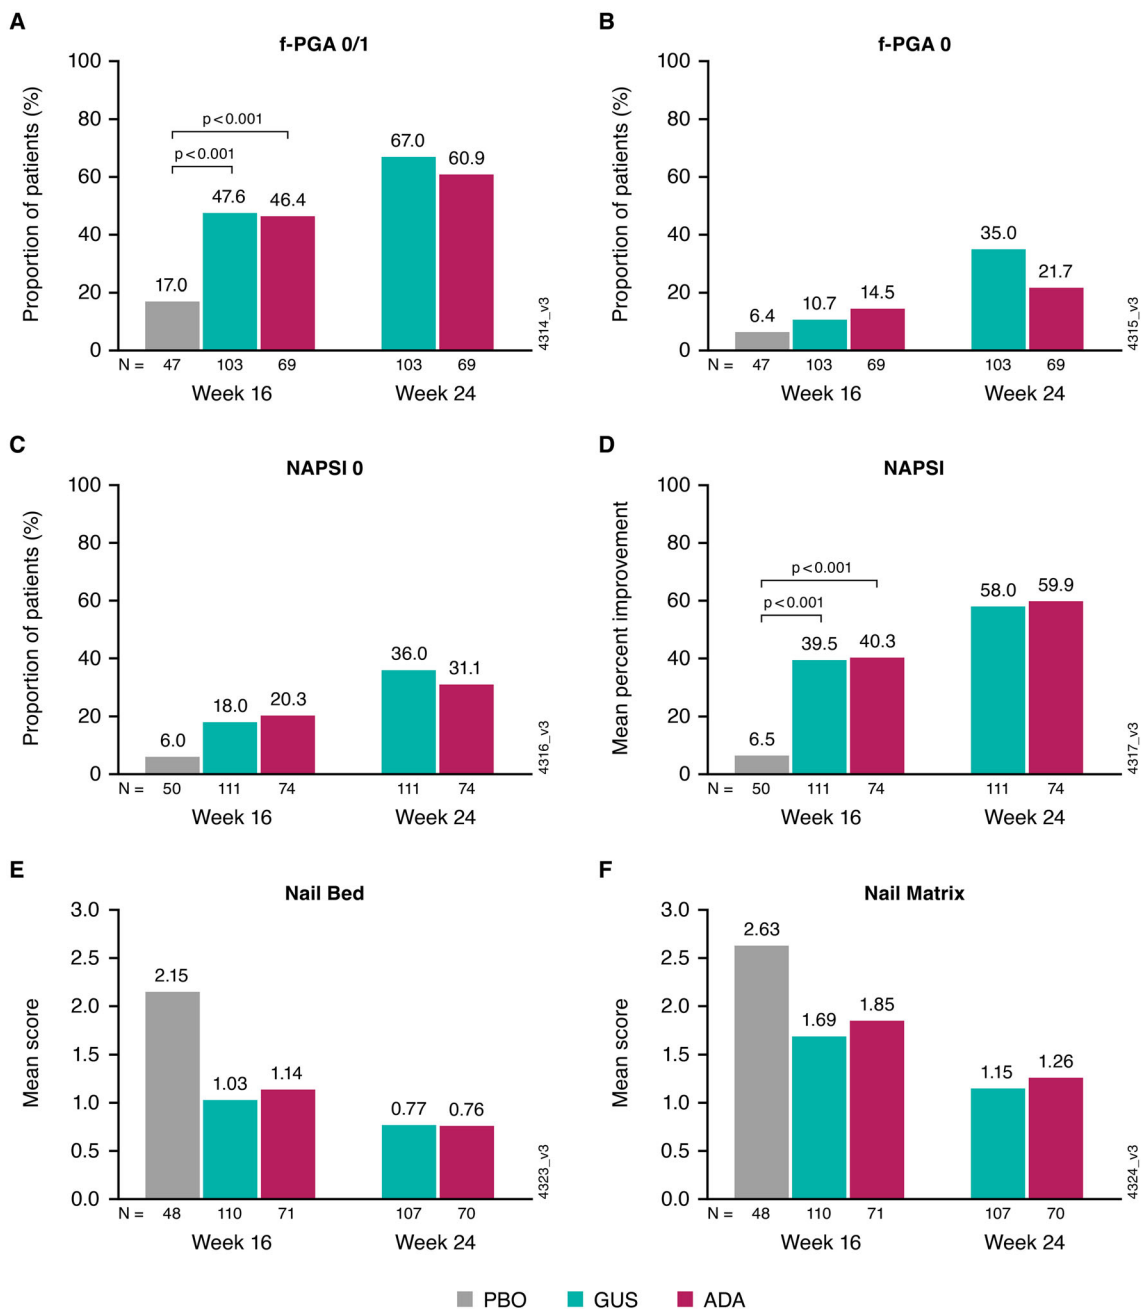 A
f-PGA 0/1
Proportion of patients (%)
100
80
60
40
20
0
p<0.001
p<0.001
17.0
47.6
46.4
67.0
60.9
N = 47 103 69 103 69
Week 16 Week 24
4314_v3
B
f-PGA 0
Proportion of patients (%)
100
80
60
40
20
0
6.4
10.7
14.5
35.0
21.7
N = 47 103 69 103 69
Week 16 Week 24
4315_v3
C
NAPSI 0
Proportion of patients (%)
100
80
60
40
20
0
6.0
18.0
20.3
36.0
31.1
N = 50 111 74 111 74
Week 16 Week 24
4316_v3
D
NAPSI
Mean percent improvement
100
80
60
40
20
0
p<0.001
p<0.001
6.5
39.5
40.3
58.0
59.9
N = 50 111 74 111 74
Week 16 Week 24
4317_v3
E
Nail Bed
Mean score
3.0
2.5
2.0
1.5
1.0
0.5
0.0
2.15
1.03
1.14
0.77
0.76
N = 48 110 71 107 70
Week 16 Week 24
4323_v3
F
Nail Matrix
Mean score
3.0
2.5
2.0
1.5
1.0
0.5
0.0
2.63
1.69
1.85
1.15
1.26
N = 48 110 71 107 70
Week 16 Week 24
4324_v3
PBO GUS ADA